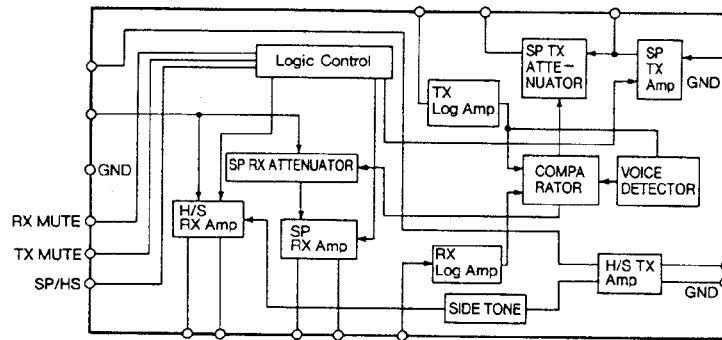 Logic Control
SP TX
ATTE-
NUATOR
SP
TX
Amp
GND
TX
Log Amp
GND
SP RX ATTENUATOR
COMPA
RATOR
VOICE
DETECTOR
RX MUTE
H/S
RX Amp
SP
RX Amp
TX MUTE
RX
Log Amp
H/S TX
Amp
SP/HS
GND
SIDE TONE